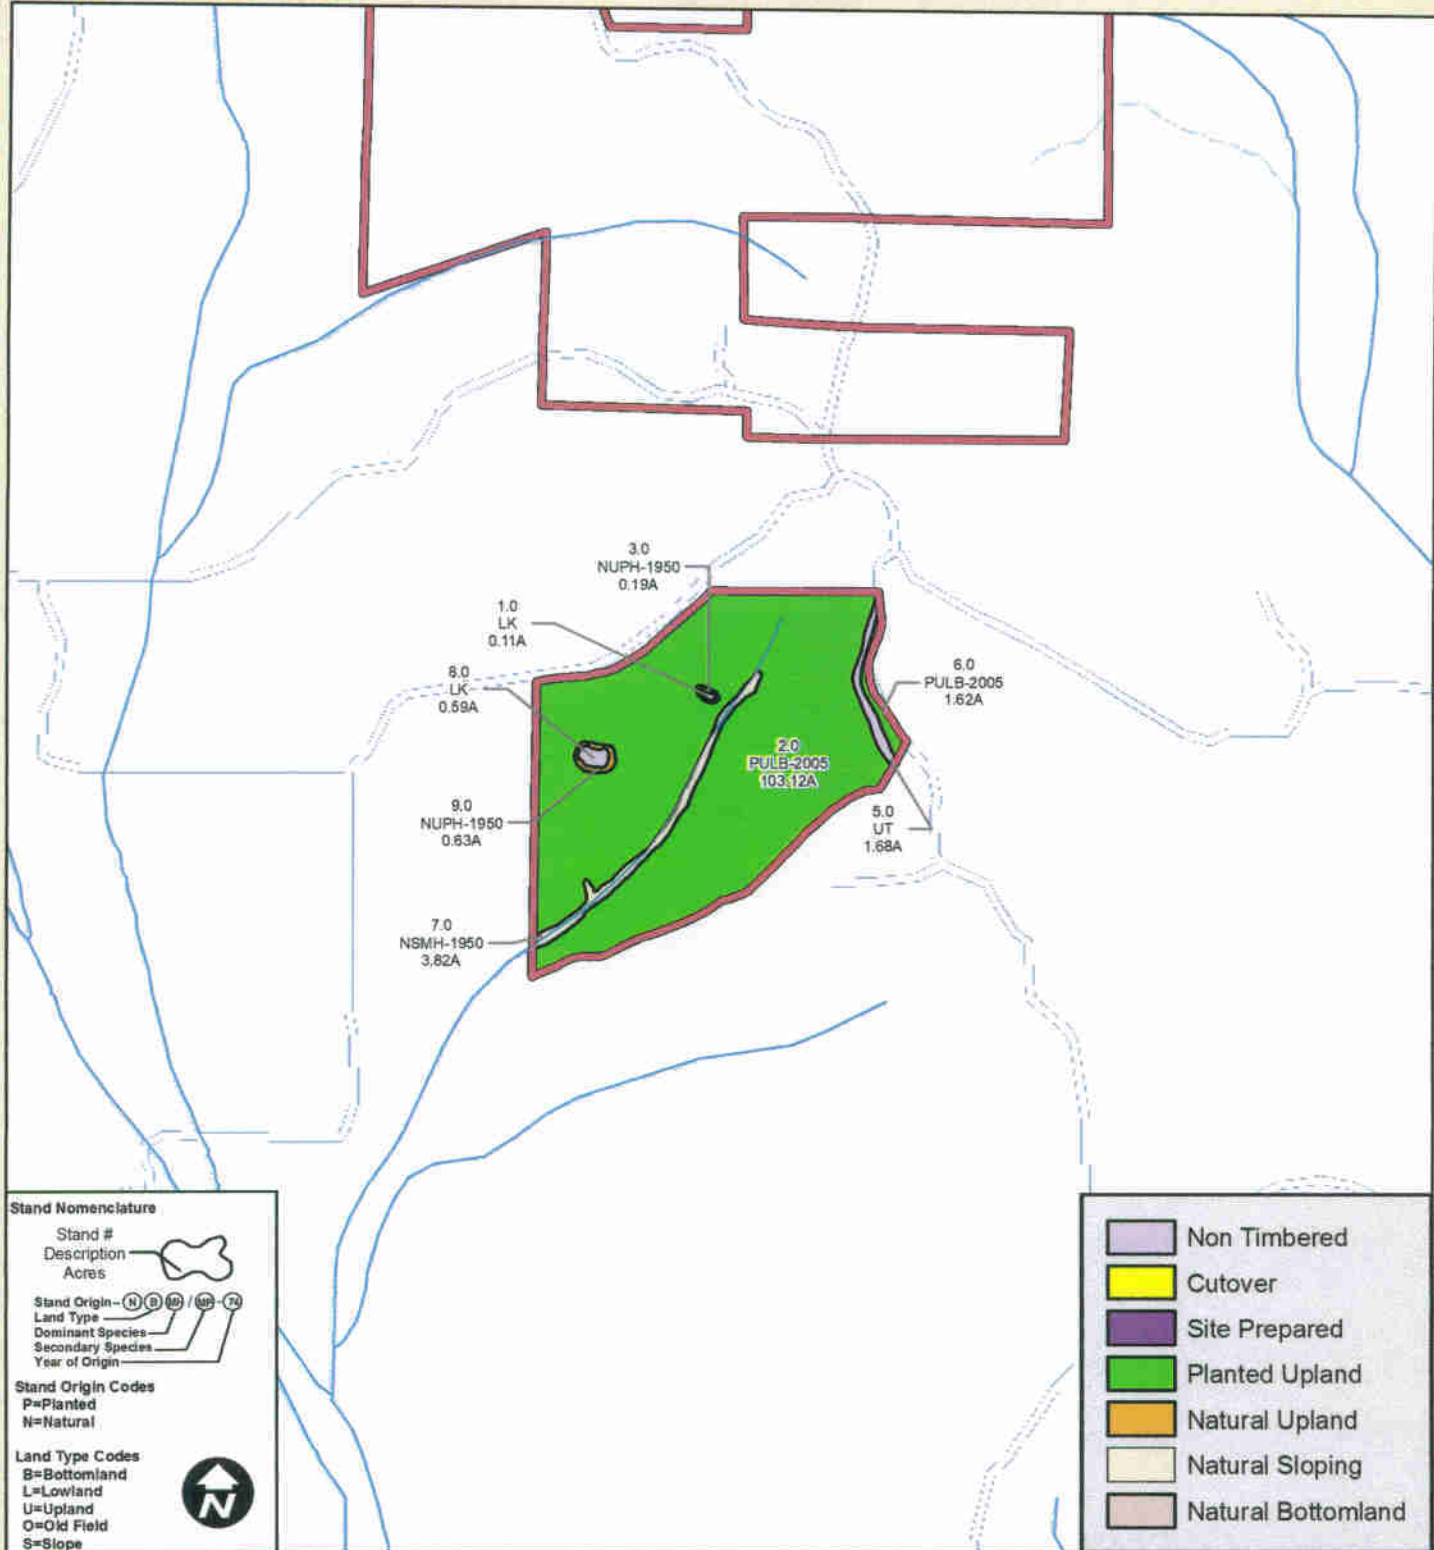 3.0
NUPH-1950
0.19A
1.0
LK
0.11A
8.0
LK
0.59A
6.0
PULB-2005
1.62A
2.0
PULB-2005
103.12A
9.0
NUPH-1950
0.63A
5.0
UT
1.68A
7.0
NSMH-1950
3.82A
Stand Nomenclature
Stand #
Description
Acres
Stand Origin - N B MH / MP - 74
Land Type
Dominant Species
Secondary Species
Year of Origin
Stand Origin Codes
P=Planted
N=Natural
Land Type Codes
B=Bottomland
L=Lowland
U=Upland
O=Old Field
S=Slope
N
Non Timbered
Cutover
Site Prepared
Planted Upland
Natural Upland
Natural Sloping
Natural Bottomland